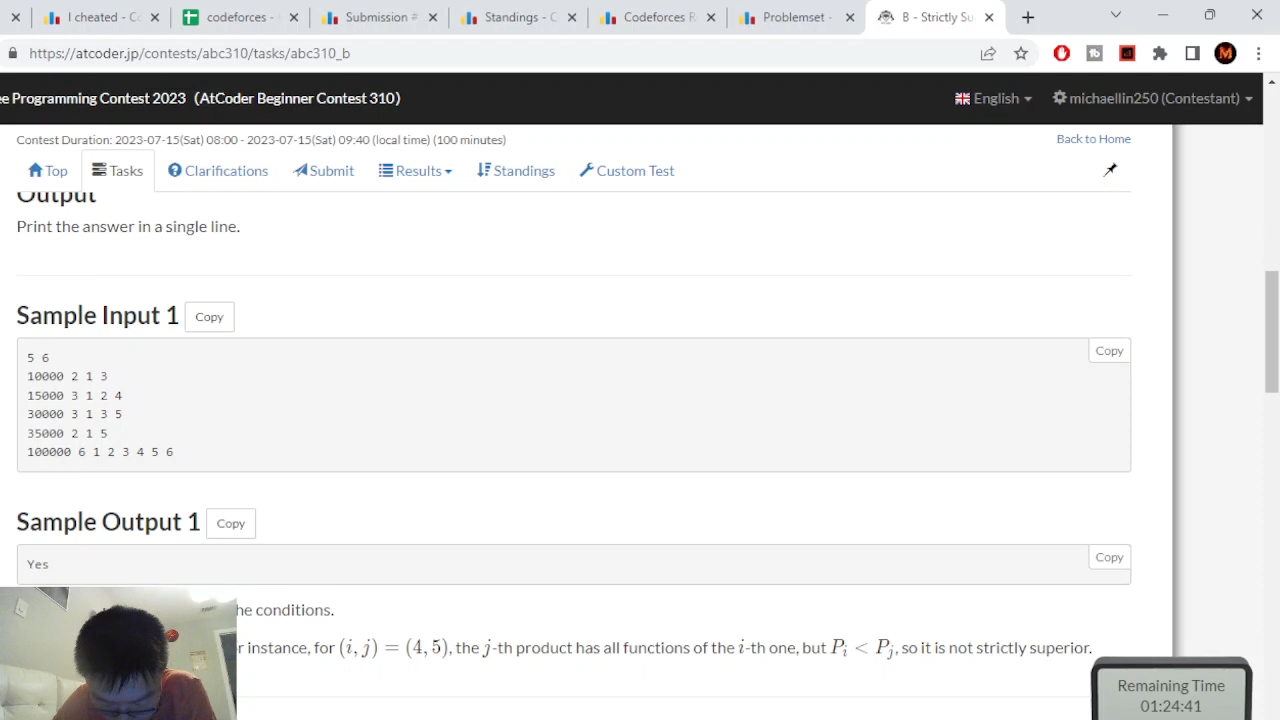 I cheated - Co
codeforces -
Submission #
Standings - C
Codeforces R
Problemset -
B - Strictly Su
https://atcoder.jp/contests/abc310/tasks/abc310_b
e Programming Contest 2023 (AtCoder Beginner Contest 310)
English
michaellin250 (Contestant)
Contest Duration: 2023-07-15(Sat) 08:00 - 2023-07-15(Sat) 09:40 (local time) (100 minutes)
Back to Home
Top
Tasks
Clarifications
Submit
Results
Standings
Custom Test
Output
Print the answer in a single line.
Sample Input 1
Copy
Copy
5 6
10000 2 1 3
15000 3 1 2 4
30000 3 1 3 5
35000 2 1 5
100000 6 1 2 3 4 5 6
Sample Output 1
Copy
Copy
Yes
he conditions.
r instance, for (i, j) = (4, 5), the j-th product has all functions of the i-th one, but Pi < Pj, so it is not strictly superior.
Remaining Time
01:24:41